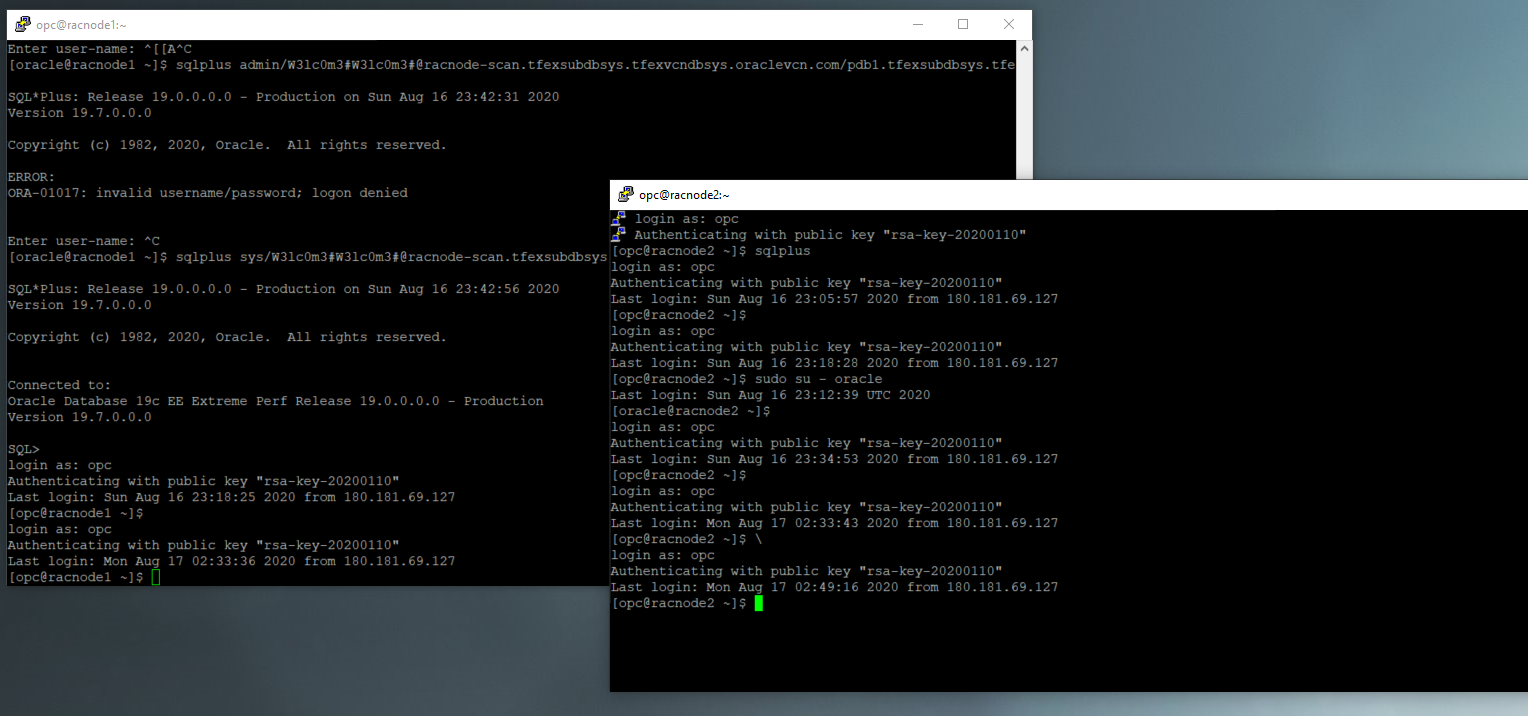 opc@racnode1:~
Enter user-name: ^[[A^C
[oracle@racnode1 ~]$ sqlplus admin/W3lc0m3#W3lc0m3#@racnode-scan.tfexsubdbsys.tfexvcndbsys.oraclevcn.com/pdb1.tfexsubdbsys.tfe
SQL*Plus: Release 19.0.0.0.0 - Production on Sun Aug 16 23:42:31 2020
Version 19.7.0.0.0
Copyright (c) 1982, 2020, Oracle.  All rights reserved.
ERROR:
ORA-01017: invalid username/password; logon denied
Enter user-name: ^C
[oracle@racnode1 ~]$ sqlplus sys/W3lc0m3#W3lc0m3#@racnode-scan.tfexsubdbsys
SQL*Plus: Release 19.0.0.0.0 - Production on Sun Aug 16 23:42:56 2020
Version 19.7.0.0.0
Copyright (c) 1982, 2020, Oracle.  All rights reserved.
Connected to:
Oracle Database 19c EE Extreme Perf Release 19.0.0.0.0 - Production
Version 19.7.0.0.0
SQL>
login as: opc
Authenticating with public key "rsa-key-20200110"
Last login: Sun Aug 16 23:18:25 2020 from 180.181.69.127
[opc@racnode1 ~]$
login as: opc
Authenticating with public key "rsa-key-20200110"
Last login: Mon Aug 17 02:33:36 2020 from 180.181.69.127
[opc@racnode1 ~]$
opc@racnode2:~
login as: opc
Authenticating with public key "rsa-key-20200110"
[opc@racnode2 ~]$ sqlplus
login as: opc
Authenticating with public key "rsa-key-20200110"
Last login: Sun Aug 16 23:05:57 2020 from 180.181.69.127
[opc@racnode2 ~]$
login as: opc
Authenticating with public key "rsa-key-20200110"
Last login: Sun Aug 16 23:18:28 2020 from 180.181.69.127
[opc@racnode2 ~]$ sudo su - oracle
Last login: Sun Aug 16 23:12:39 UTC 2020
[oracle@racnode2 ~]$
login as: opc
Authenticating with public key "rsa-key-20200110"
Last login: Sun Aug 16 23:34:53 2020 from 180.181.69.127
[opc@racnode2 ~]$
login as: opc
Authenticating with public key "rsa-key-20200110"
Last login: Mon Aug 17 02:33:43 2020 from 180.181.69.127
[opc@racnode2 ~]$ \
login as: opc
Authenticating with public key "rsa-key-20200110"
Last login: Mon Aug 17 02:49:16 2020 from 180.181.69.127
[opc@racnode2 ~]$